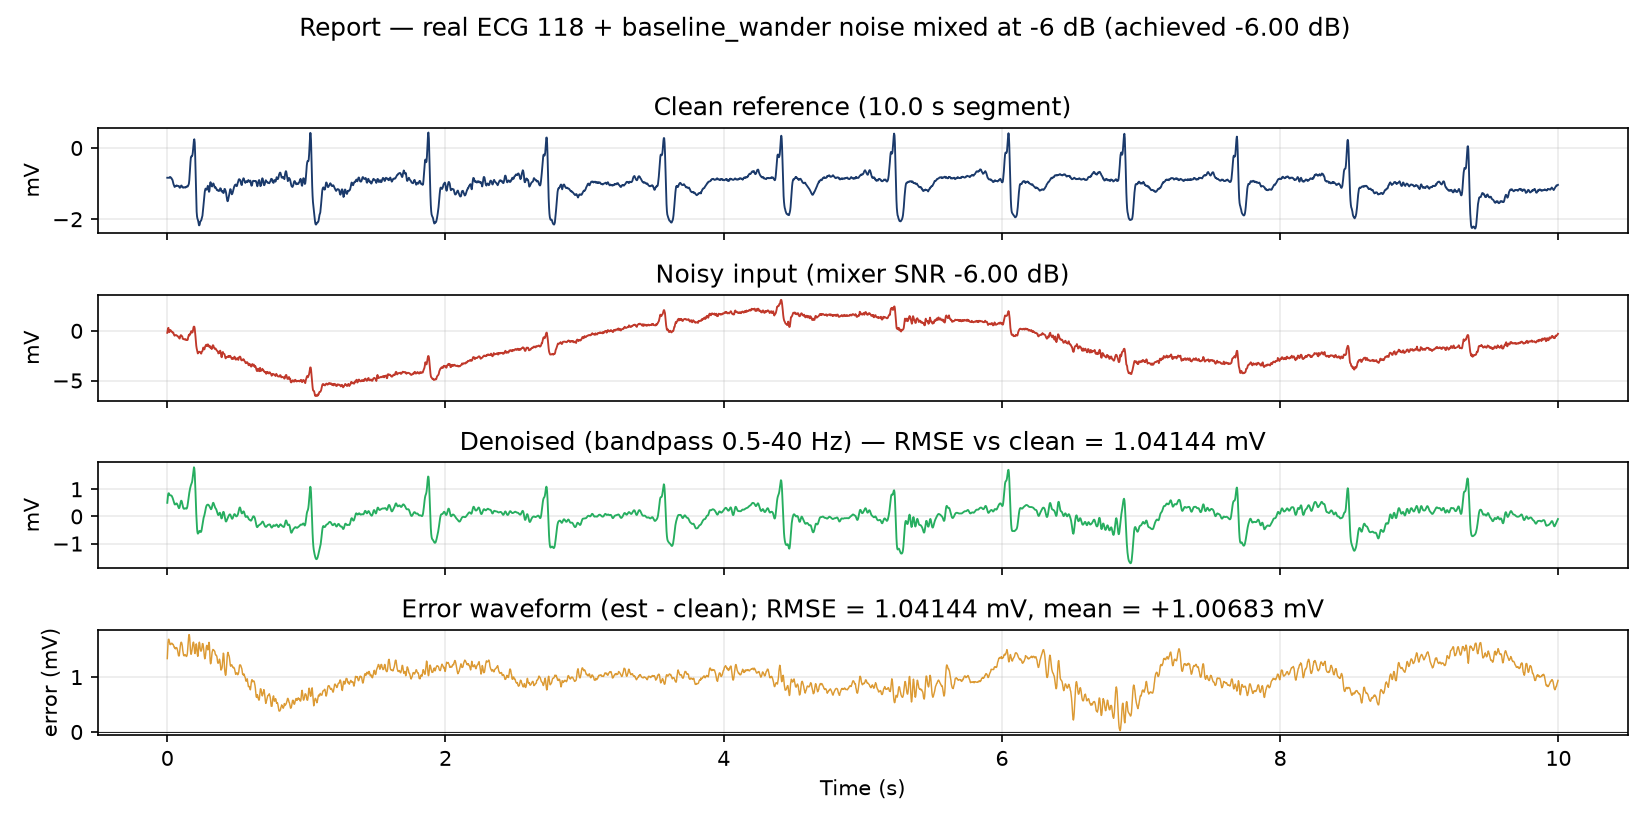 Report — real ECG 118 + baseline_wander noise mixed at -6 dB (achieved -6.00 dB)
Clean reference (10.0 s segment)
mV
0
−2
Noisy input (mixer SNR -6.00 dB)
mV
0
−5
Denoised (bandpass 0.5-40 Hz) — RMSE vs clean = 1.04144 mV
mV
1
0
−1
Error waveform (est - clean); RMSE = 1.04144 mV, mean = +1.00683 mV
error (mV)
1
0
0 2 4 6 8 10
Time (s)